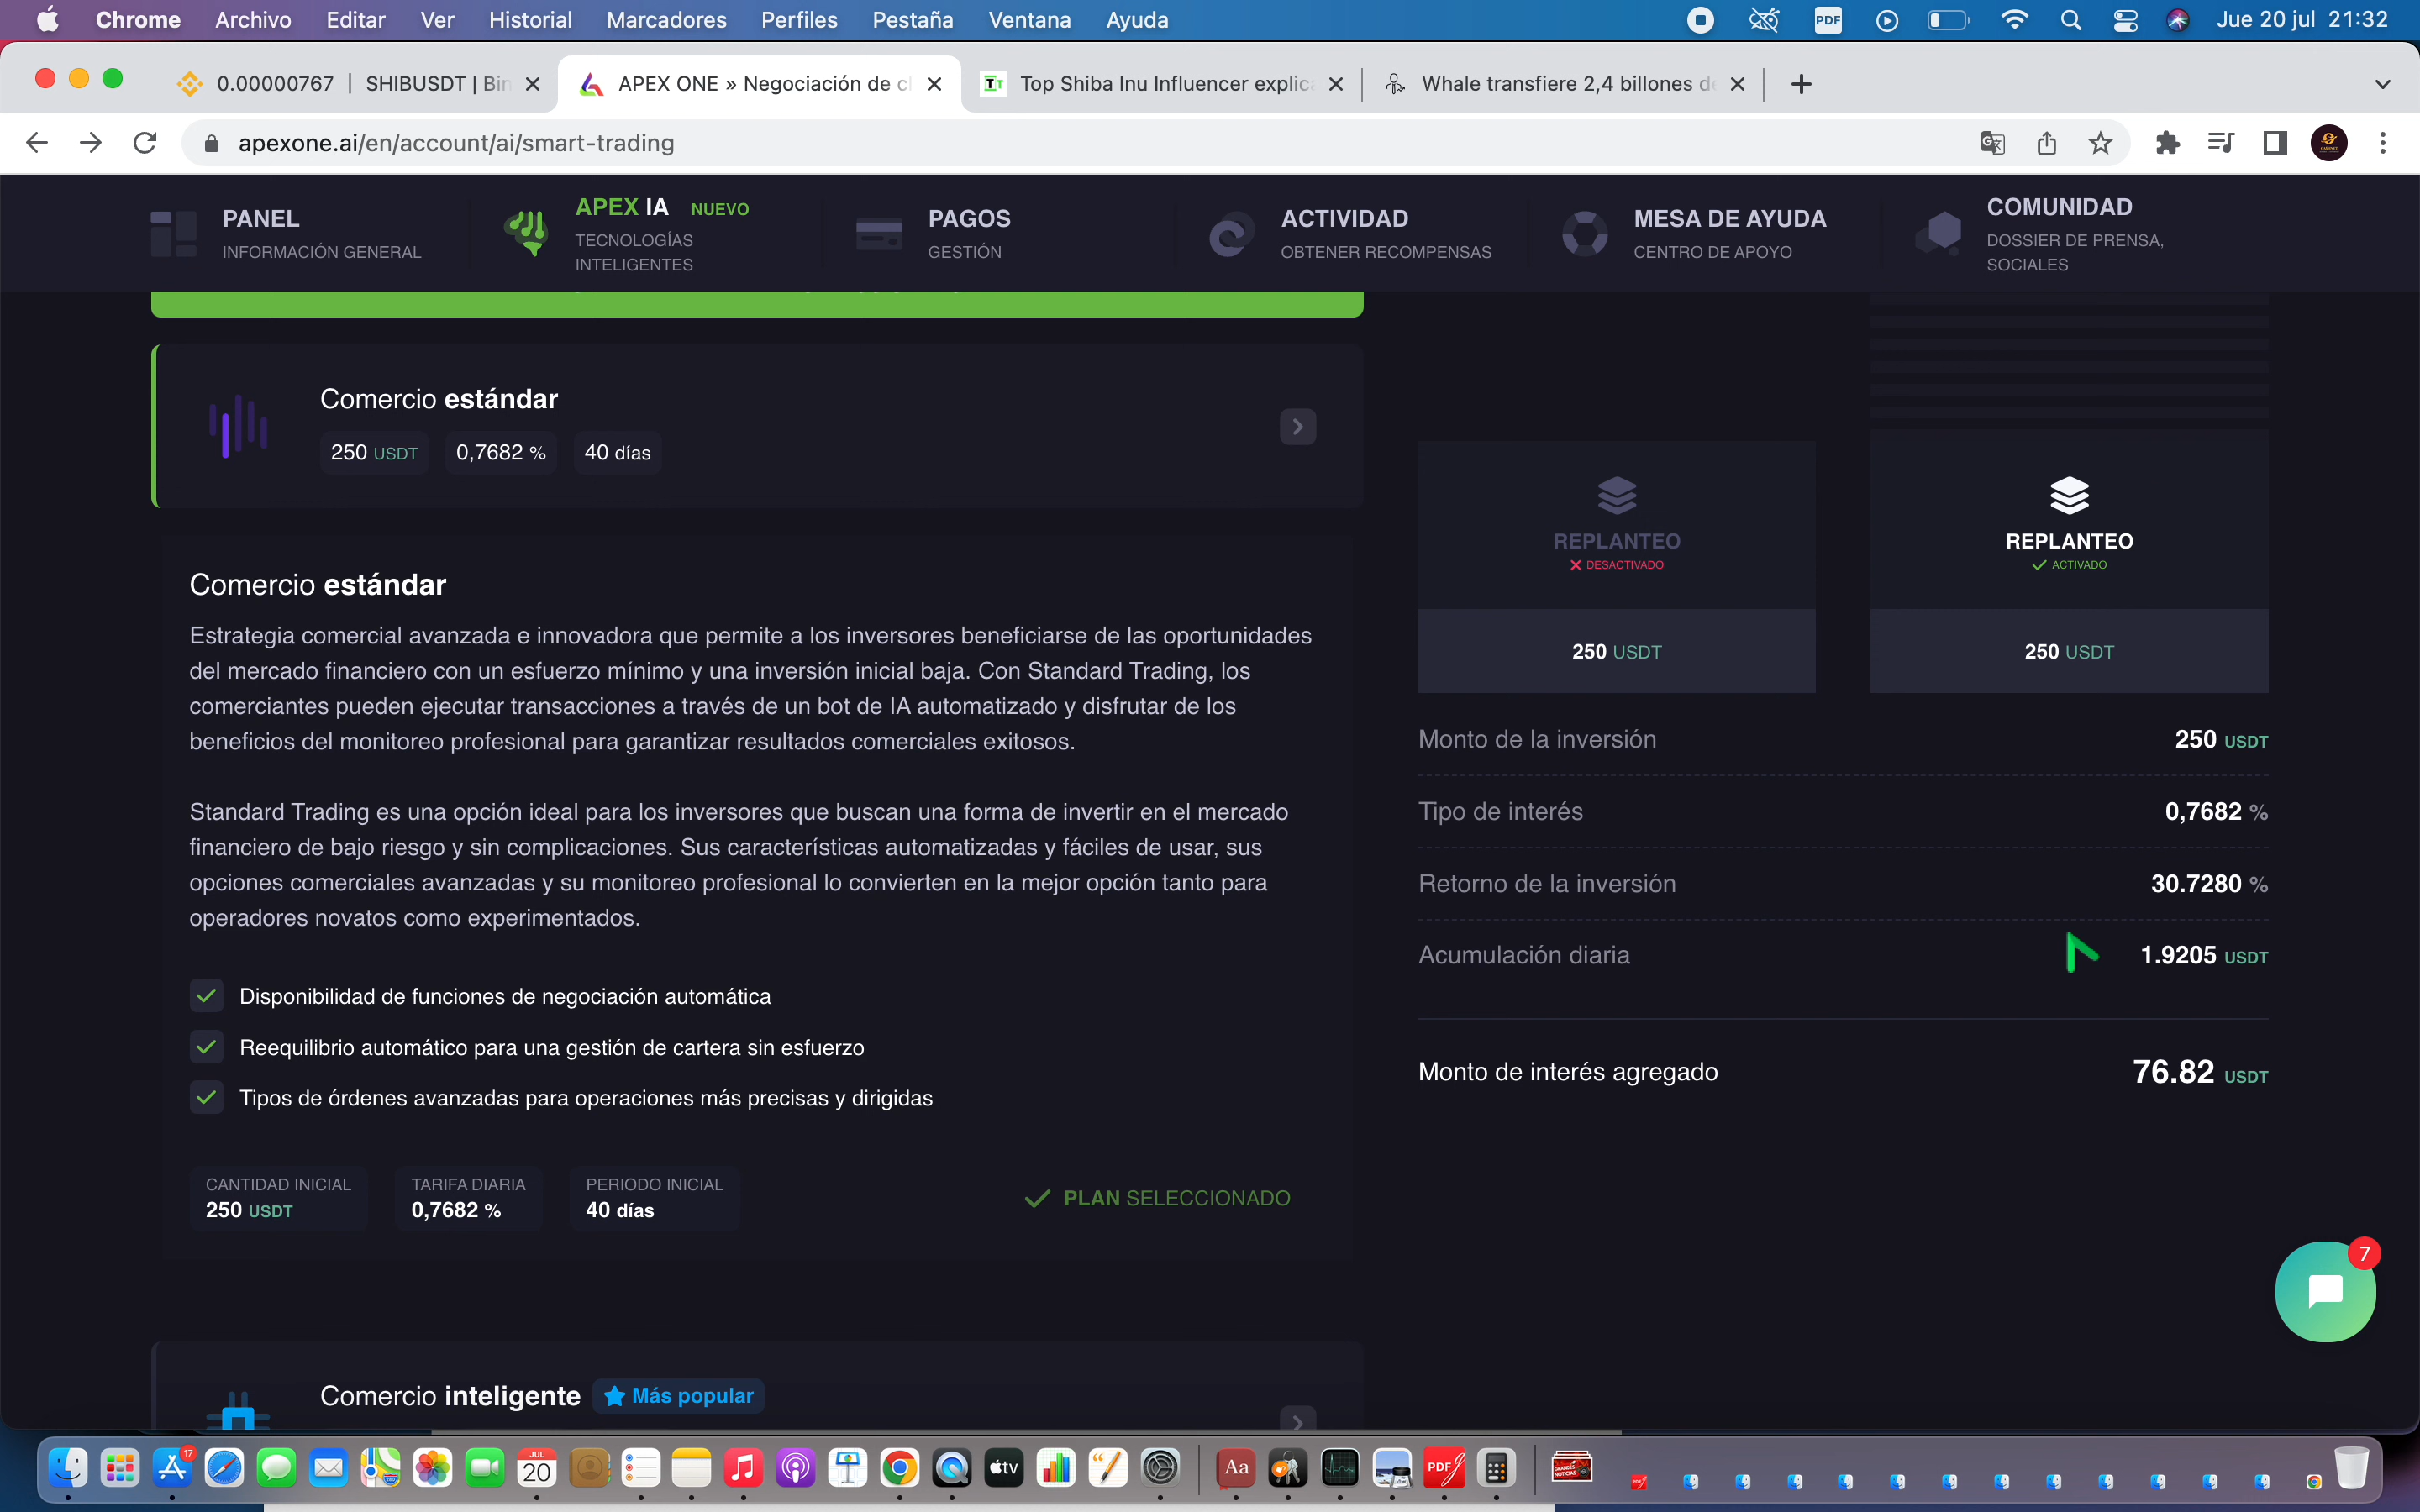 Chrome Archivo Editar Ver Historial Marcadores Perfiles Pestaña Ventana Ayuda PDF Jue 20 jul 21:32
0.00000767 | SHIBUSDT | Bin APEX ONE » Negociación de c Top Shiba Inu Influencer explic Whale transfiere 2,4 billones d
apexone.ai/en/account/ai/smart-trading
PANEL
INFORMACIÓN GENERAL
APEX IA NUEVO
TECNOLOGÍAS
INTELIGENTES
PAGOS
GESTIÓN
ACTIVIDAD
OBTENER RECOMPENSAS
MESA DE AYUDA
CENTRO DE APOYO
COMUNIDAD
DOSSIER DE PRENSA,
SOCIALES
Comercio estándar
250 USDT 0,7682 % 40 días
Comercio estándar
Estrategia comercial avanzada e innovadora que permite a los inversores beneficiarse de las oportunidades
del mercado financiero con un esfuerzo mínimo y una inversión inicial baja. Con Standard Trading, los
comerciantes pueden ejecutar transacciones a través de un bot de IA automatizado y disfrutar de los
beneficios del monitoreo profesional para garantizar resultados comerciales exitosos.
Standard Trading es una opción ideal para los inversores que buscan una forma de invertir en el mercado
financiero de bajo riesgo y sin complicaciones. Sus características automatizadas y fáciles de usar, sus
opciones comerciales avanzadas y su monitoreo profesional lo convierten en la mejor opción tanto para
operadores novatos como experimentados.
Disponibilidad de funciones de negociación automática
Reequilibrio automático para una gestión de cartera sin esfuerzo
Tipos de órdenes avanzadas para operaciones más precisas y dirigidas
CANTIDAD INICIAL
250 USDT
TARIFA DIARIA
0,7682 %
PERIODO INICIAL
40 días
PLAN SELECCIONADO
Comercio inteligente Más popular
REPLANTEO
DESACTIVADO
250 USDT
REPLANTEO
ACTIVADO
250 USDT
Monto de la inversión 250 USDT
Tipo de interés 0,7682 %
Retorno de la inversión 30.7280 %
Acumulación diaria 1.9205 USDT
Monto de interés agregado 76.82 USDT
7
17
JUL
20
tv
Aa
PDF
GRANDES
NOTICIAS